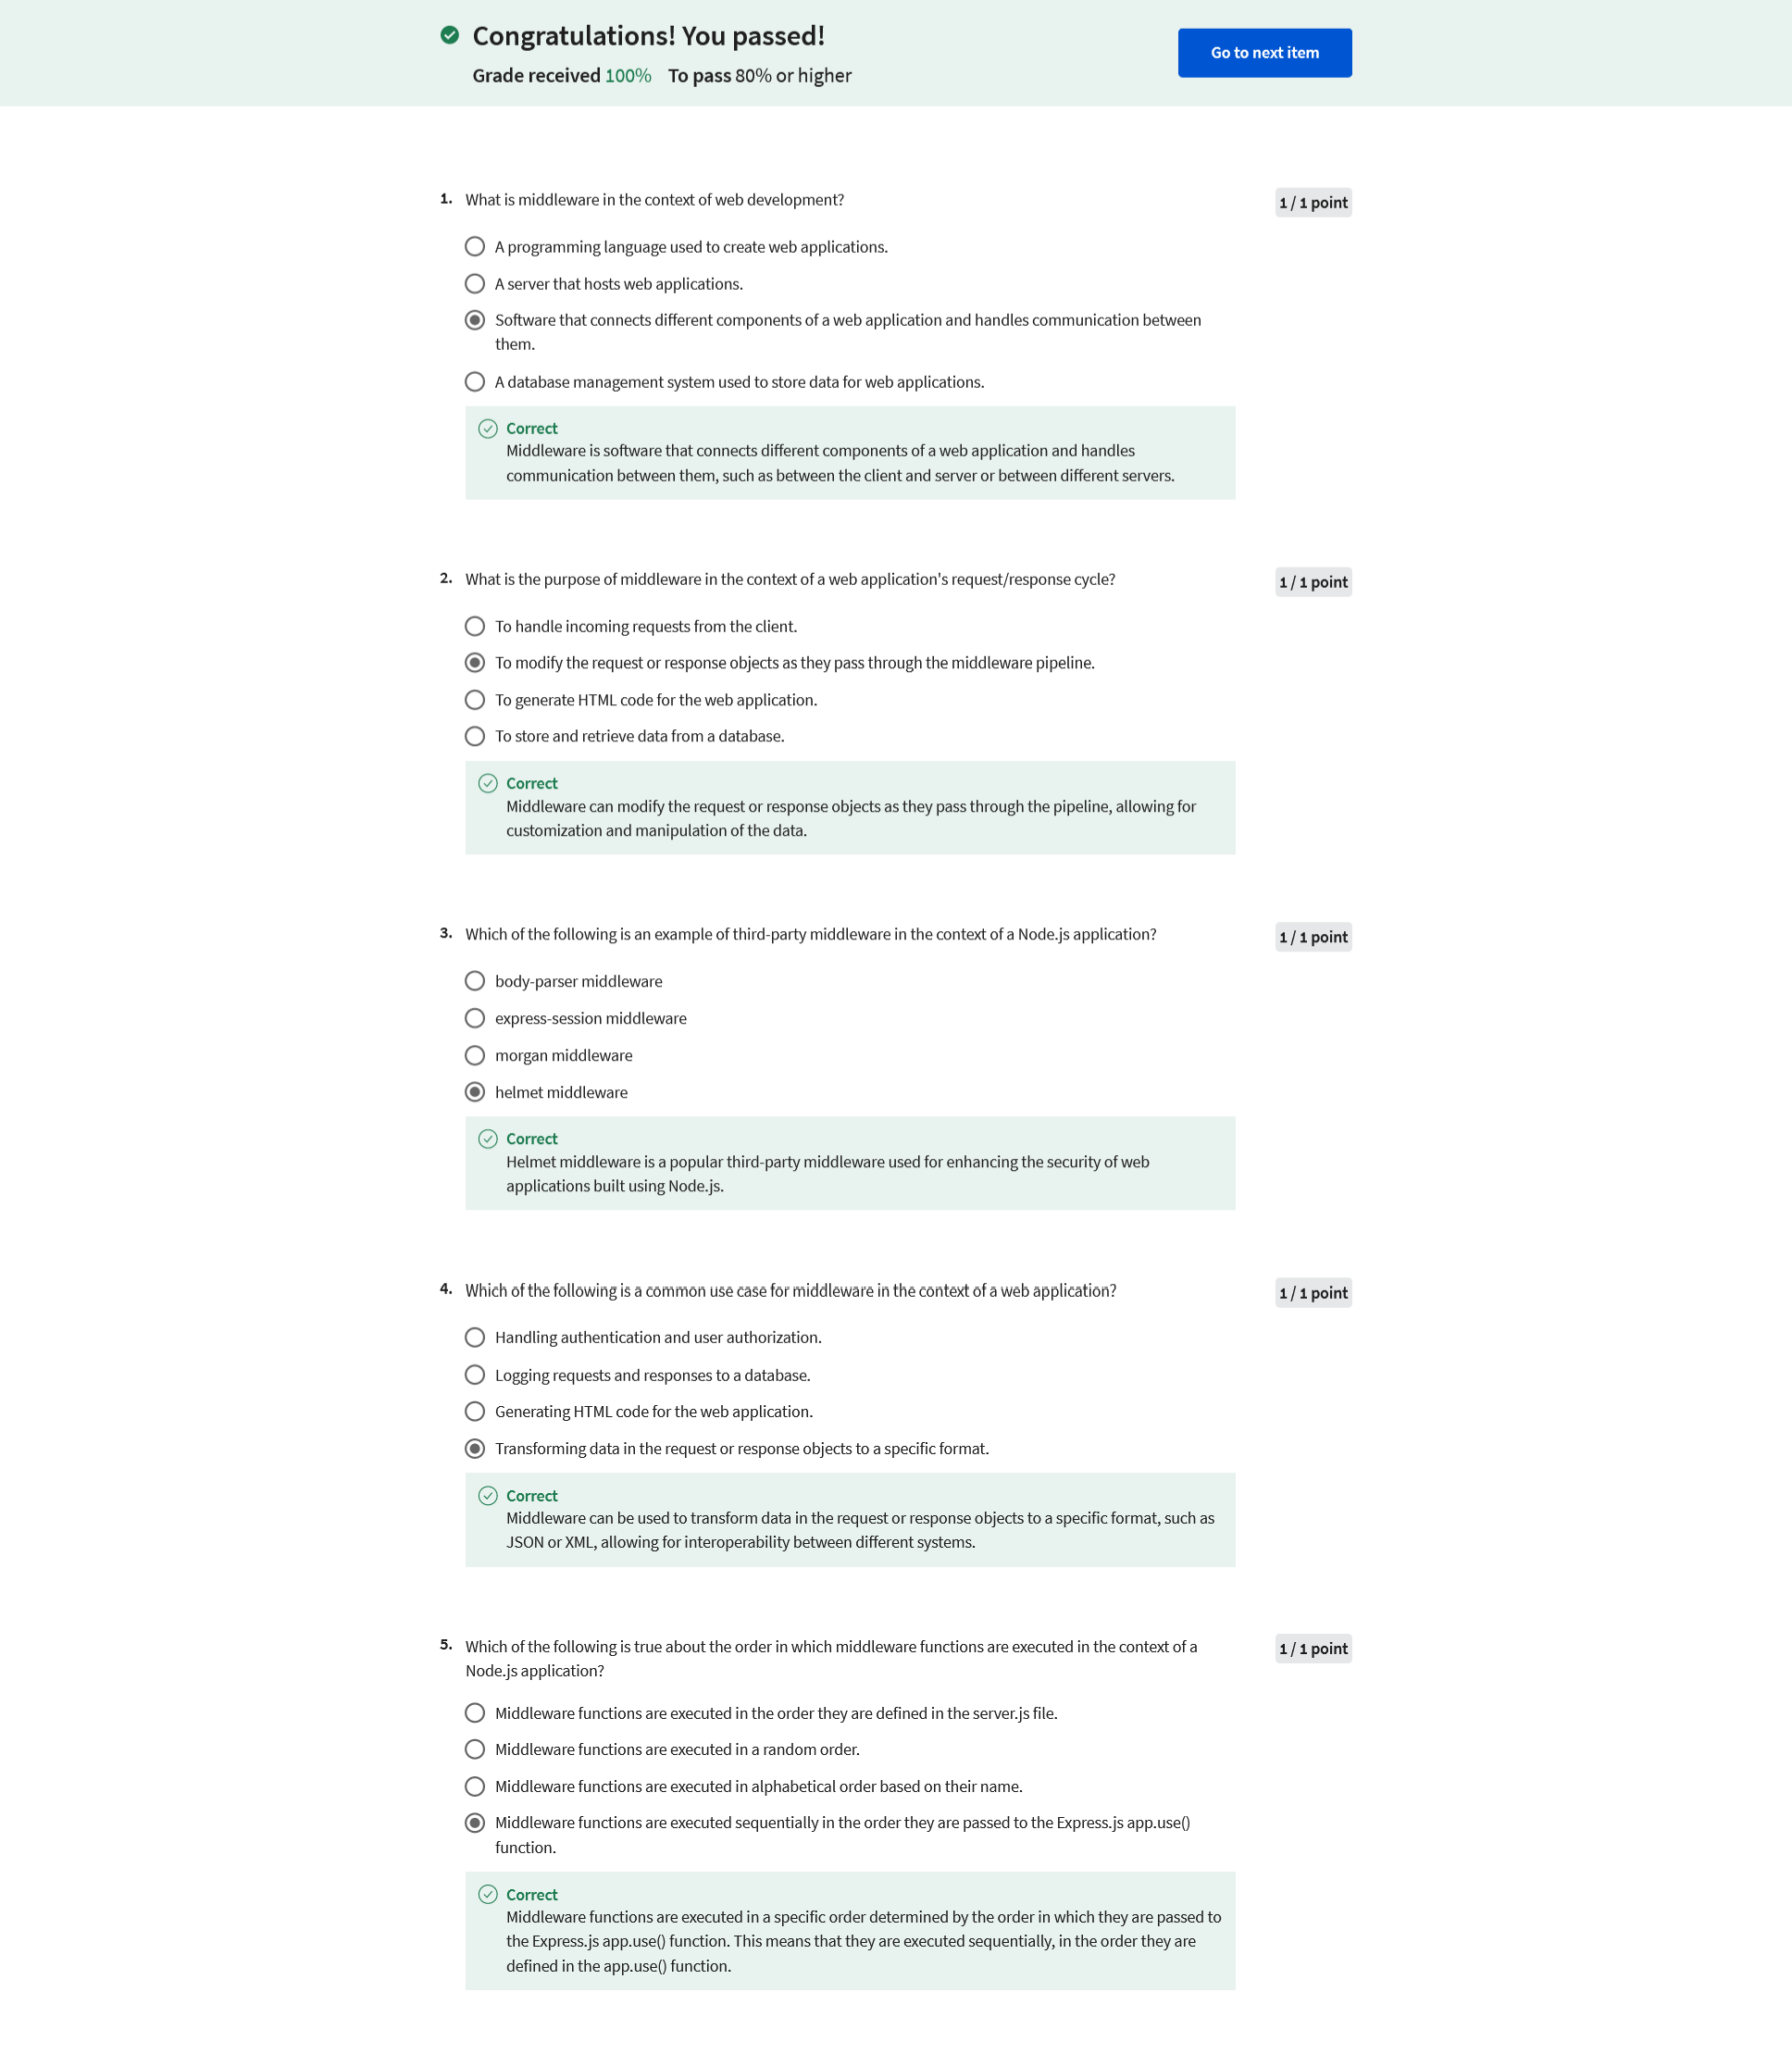 Congratulations! You passed!
Grade received 100% To pass 80% or higher
Go to next item
1. What is middleware in the context of web development?
1 / 1 point
A programming language used to create web applications.
A server that hosts web applications.
Software that connects different components of a web application and handles communication between
them.
A database management system used to store data for web applications.
Correct
Middleware is software that connects different components of a web application and handles
communication between them, such as between the client and server or between different servers.
2. What is the purpose of middleware in the context of a web application's request/response cycle?
1 / 1 point
To handle incoming requests from the client.
To modify the request or response objects as they pass through the middleware pipeline.
To generate HTML code for the web application.
To store and retrieve data from a database.
Correct
Middleware can modify the request or response objects as they pass through the pipeline, allowing for
customization and manipulation of the data.
3. Which of the following is an example of third-party middleware in the context of a Node.js application?
1 / 1 point
body-parser middleware
express-session middleware
morgan middleware
helmet middleware
Correct
Helmet middleware is a popular third-party middleware used for enhancing the security of web
applications built using Node.js.
4. Which of the following is a common use case for middleware in the context of a web application?
1 / 1 point
Handling authentication and user authorization.
Logging requests and responses to a database.
Generating HTML code for the web application.
Transforming data in the request or response objects to a specific format.
Correct
Middleware can be used to transform data in the request or response objects to a specific format, such as
JSON or XML, allowing for interoperability between different systems.
5. Which of the following is true about the order in which middleware functions are executed in the context of a
Node.js application?
1 / 1 point
Middleware functions are executed in the order they are defined in the server.js file.
Middleware functions are executed in a random order.
Middleware functions are executed in alphabetical order based on their name.
Middleware functions are executed sequentially in the order they are passed to the Express.js app.use()
function.
Correct
Middleware functions are executed in a specific order determined by the order in which they are passed to
the Express.js app.use() function. This means that they are executed sequentially, in the order they are
defined in the app.use() function.